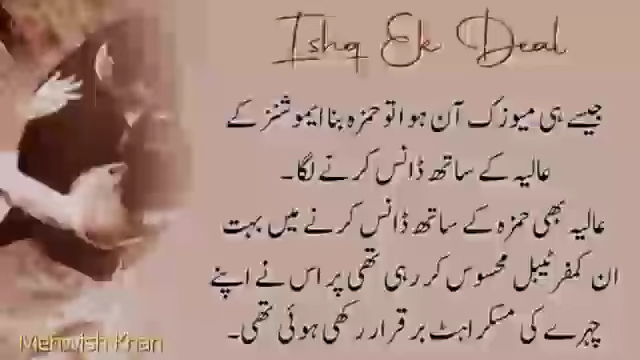 Ishq Ek Deal
جیسے ہی میوزک آن ہوا تو حمزہ بنا ایموشنز کے
عالیہ کے ساتھ ڈانس کرنے لگا۔
عالیہ بھی حمزہ کے ساتھ ڈانس کرنے میں بہت
ان کمفرٹیبل محسوس کر رہی تھی پر اس نے اپنے
چہرے کی مسکراہٹ برقرار رکھی ہوئی تھی۔
Mehovish Khan